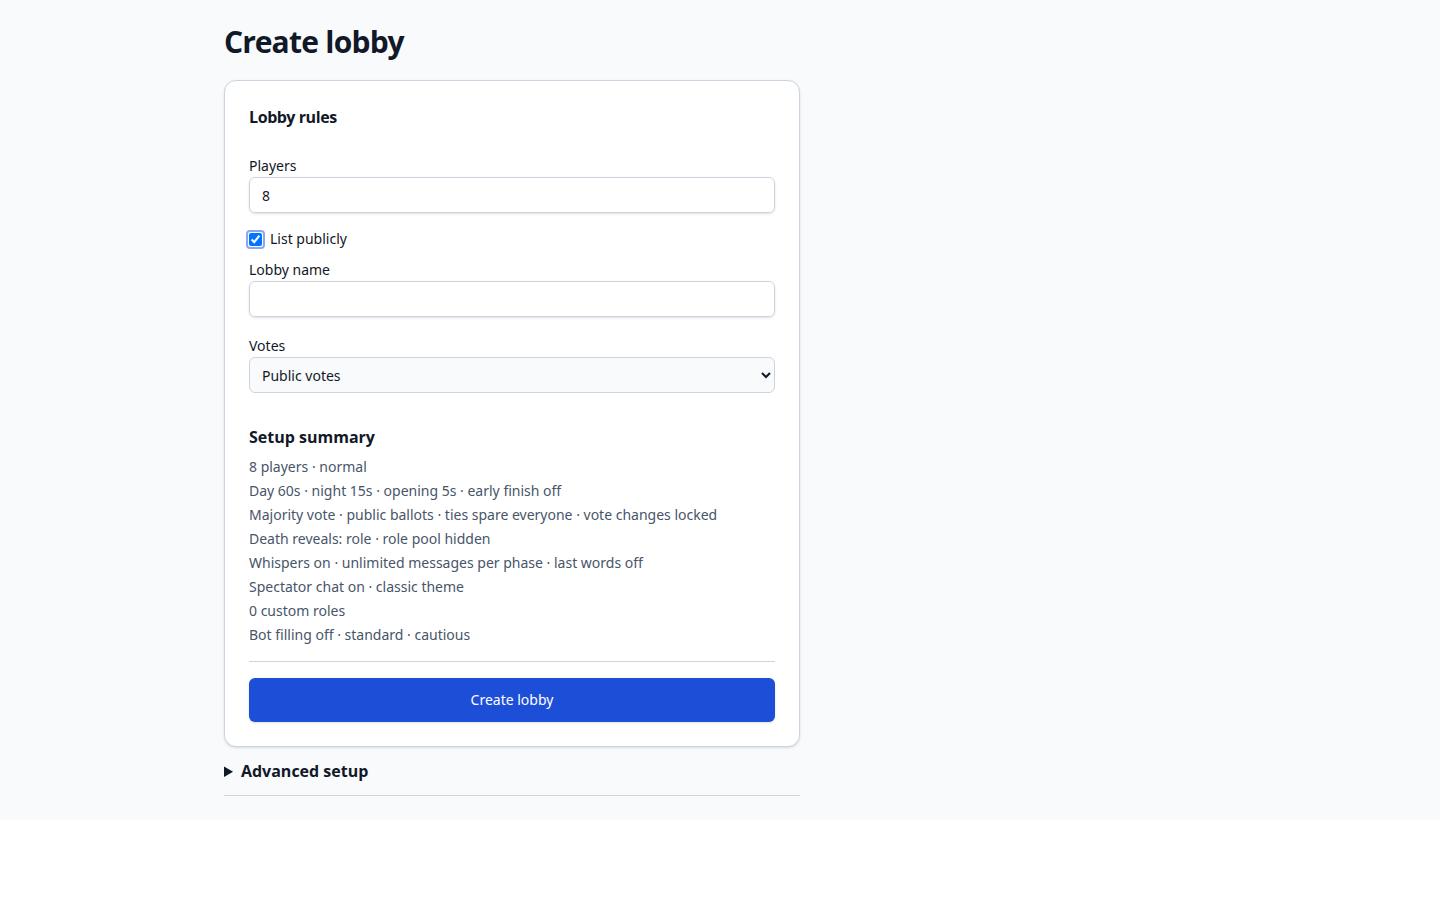 Create lobby
Lobby rules
Players
8
List publicly
Lobby name
Votes
Public votes
Setup summary
8 players · normal
Day 60s · night 15s · opening 5s · early finish off
Majority vote · public ballots · ties spare everyone · vote changes locked
Death reveals: role · role pool hidden
Whispers on · unlimited messages per phase · last words off
Spectator chat on · classic theme
0 custom roles
Bot filling off · standard · cautious
Create lobby
Advanced setup